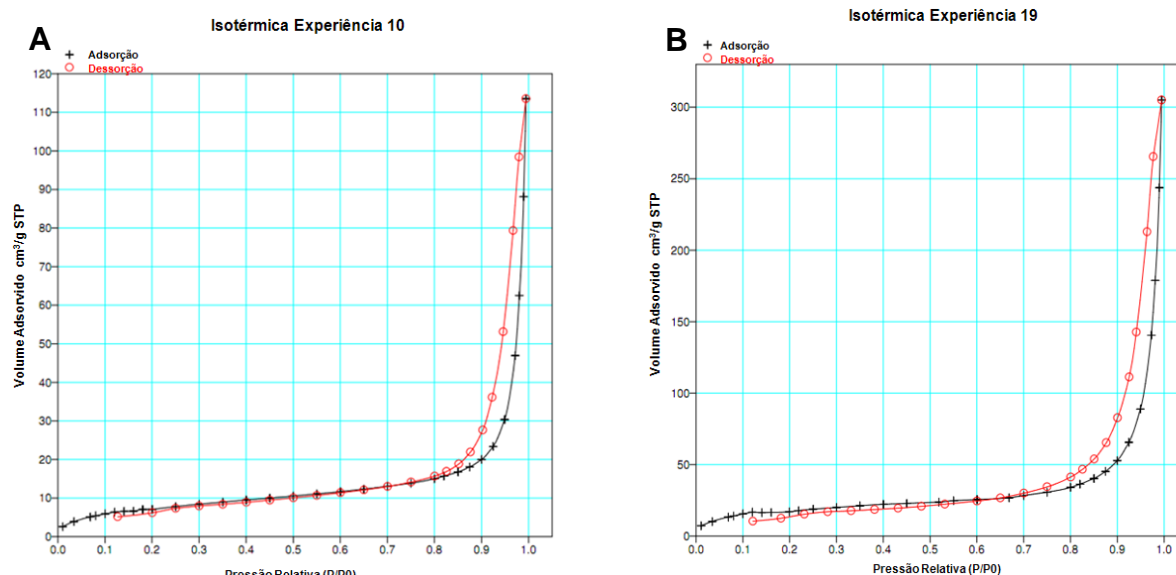 A
Isotérmica Experiência 10
Adsorção
Dessorção
120
110
100
90
80
70
60
50
40
30
20
10
0
Volume Adsorvido cm³/g STP
0.0 0.1 0.2 0.3 0.4 0.5 0.6 0.7 0.8 0.9 1.0
Pressão Relativa (P/P0)
B
Isotérmica Experiência 19
Adsorção
Dessorção
300
250
200
150
100
50
0
Volume Adsorvido cm³/g STP
0.0 0.1 0.2 0.3 0.4 0.5 0.6 0.7 0.8 0.9 1.0
Pressão Relativa (P/P0)